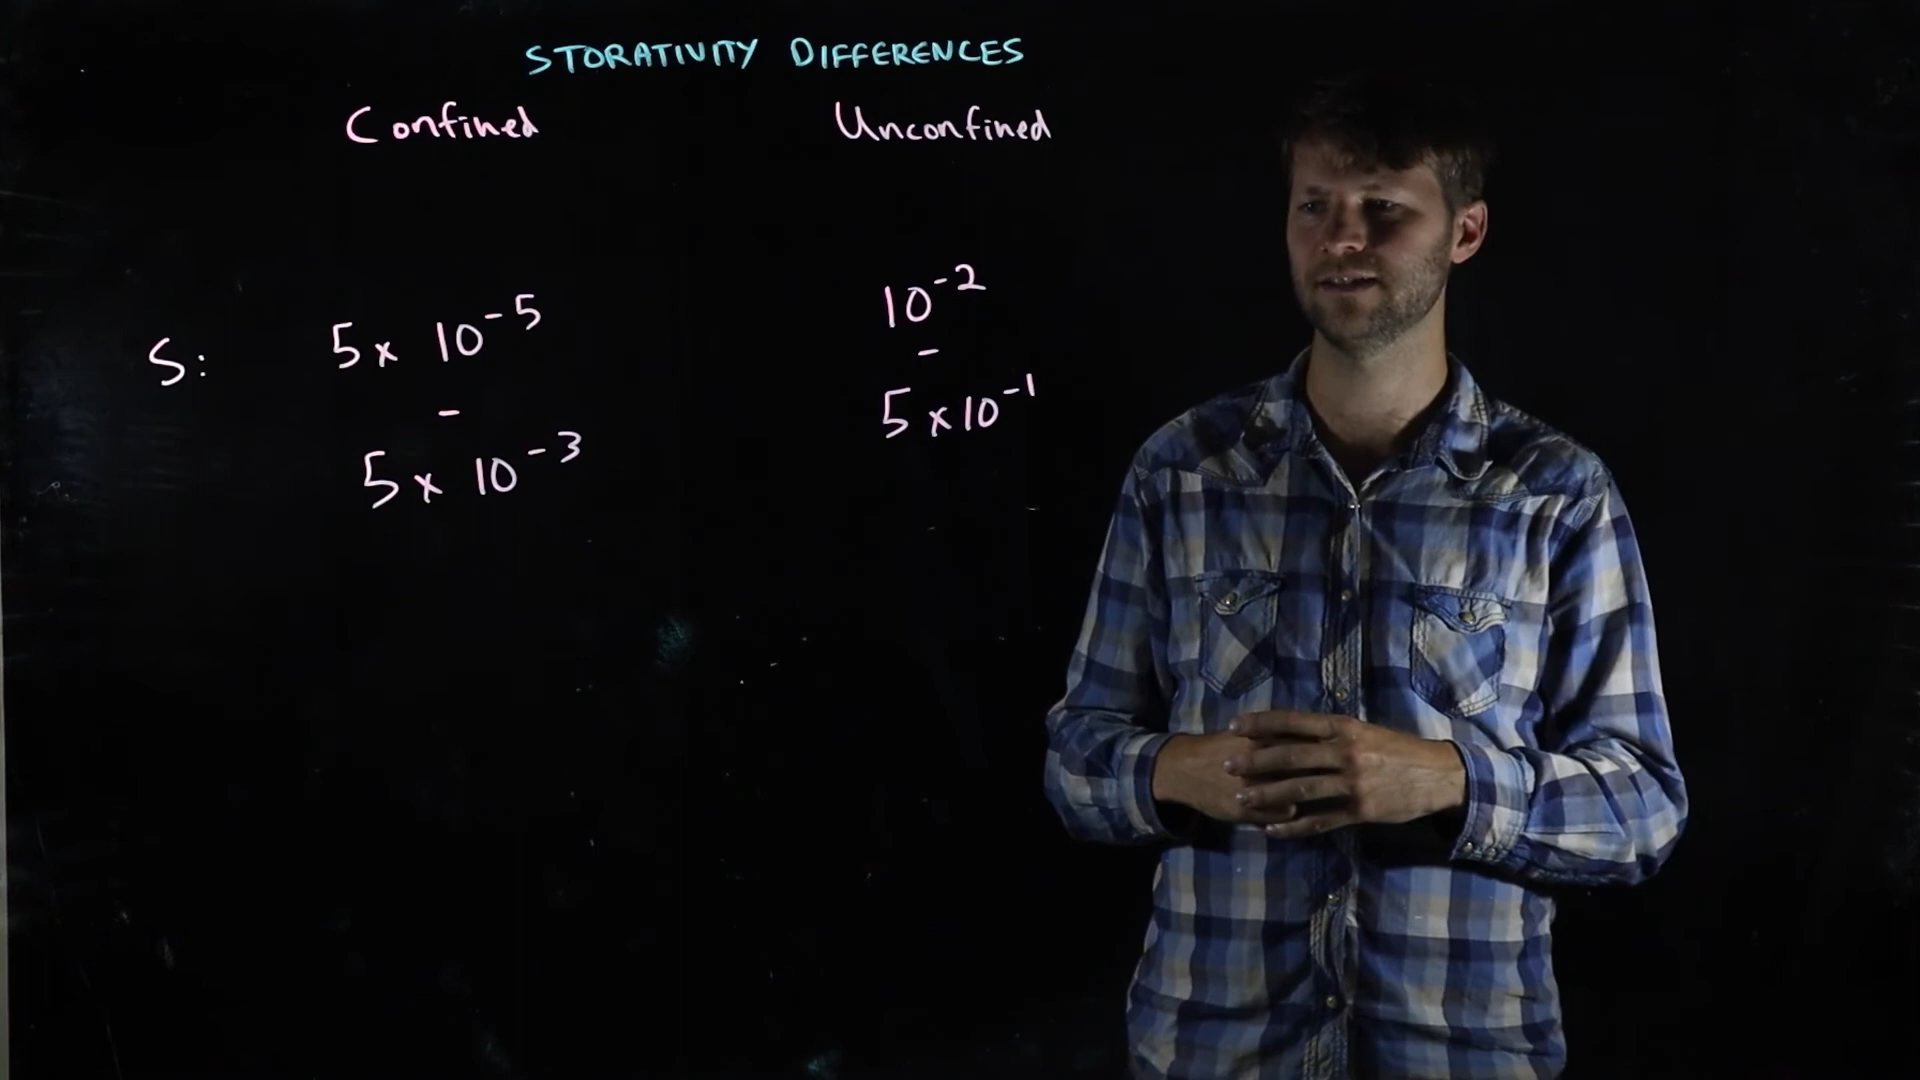 STORATIVITY DIFFERENCES
Confined Unconfined
S: 5 x 10⁻⁵
-
5 x 10⁻³
10⁻²
-
5 x 10⁻¹